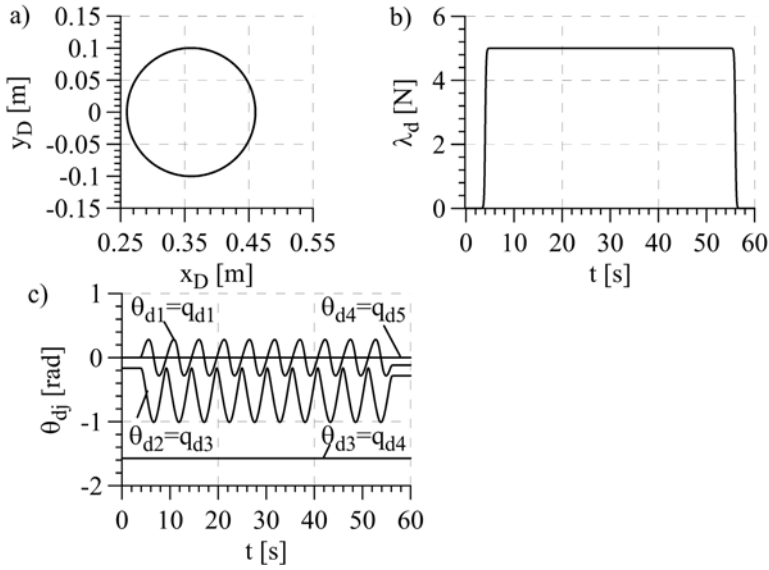 a)
0.15
0.1
0.05
0
-0.05
-0.1
-0.15
y_D [m]
0.25 0.35 0.45 0.55
x_D [m]
b)
6
4
2
0
λ_d [N]
0 10 20 30 40 50 60
t [s]
c)
1
0
-1
-2
θ_dj [rad]
θ_d1=q_d1
θ_d4=q_d5
θ_d2=q_d3
θ_d3=q_d4
0 10 20 30 40 50 60
t [s]